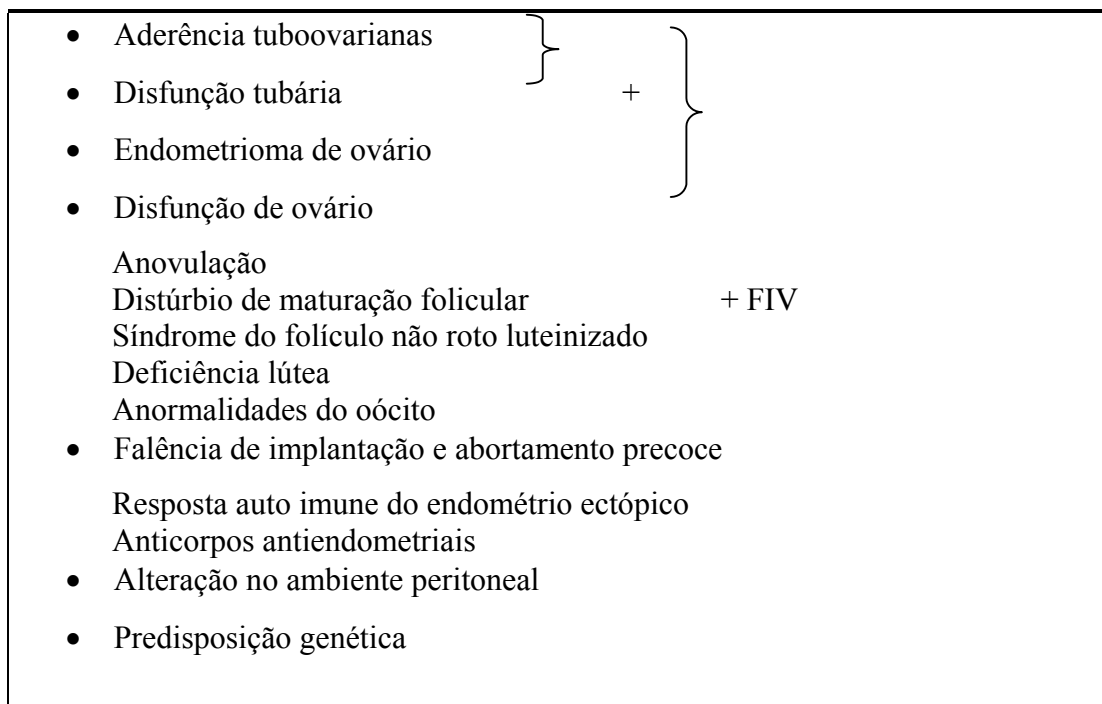 • Aderência tuboovarianas
• Disfunção tubária +
• Endometrioma de ovário
• Disfunção de ovário
Anovulação
Distúrbio de maturação folicular + FIV
Síndrome do folículo não roto luteinizado
Deficiência lútea
Anormalidades do oócito
• Falência de implantação e abortamento precoce
Resposta auto imune do endométrio ectópico
Anticorpos antiendometriais
• Alteração no ambiente peritoneal
• Predisposição genética